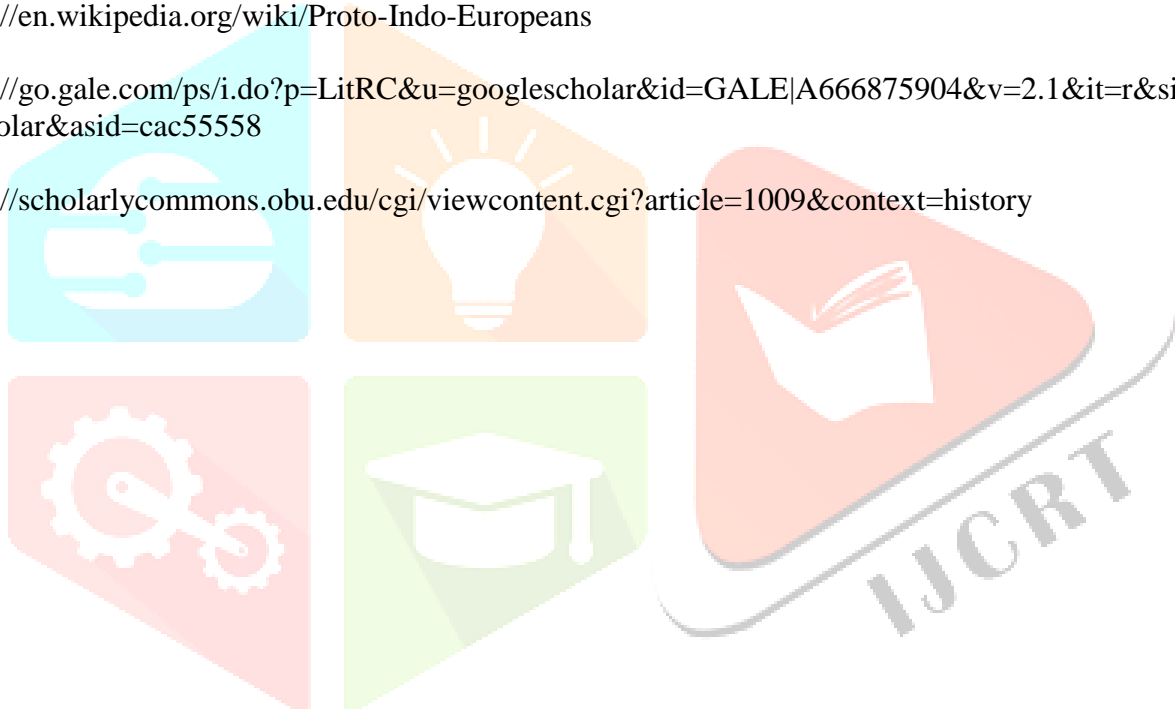 //en.wikipedia.org/wiki/Proto-Indo-Europeans
//go.gale.com/ps/i.do?p=LitRC&u=googlescholar&id=GALE|A666875904&v=2.1&it=r&si
olar&asid=cac55558
//scholarlycommons.obu.edu/cgi/viewcontent.cgi?article=1009&context=history
IJCRT